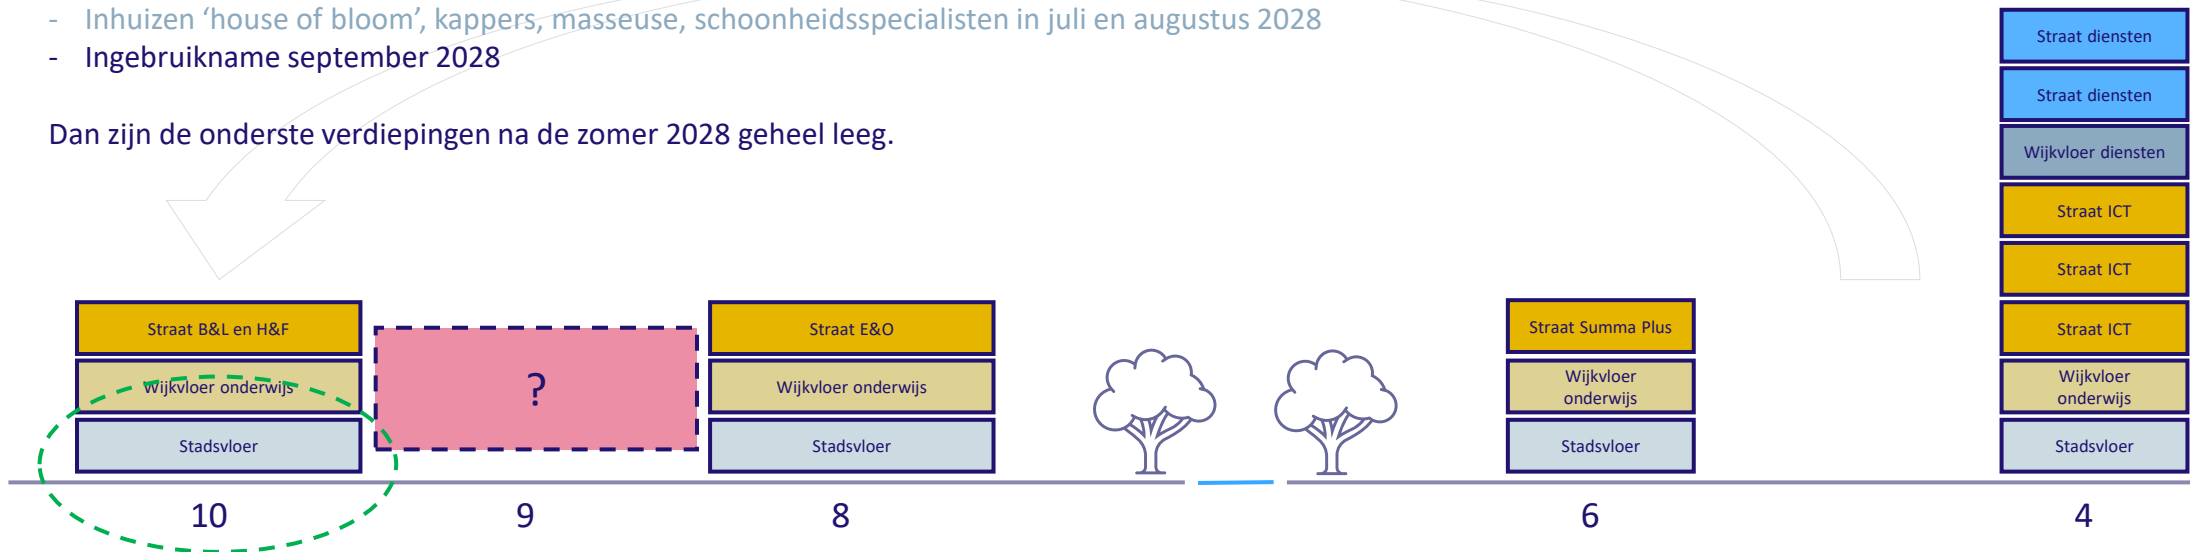 - Inhuizen ‘house of bloom’, kappers, masseuse, schoonheidsspecialisten in juli en augustus 2028
- Ingebruikname september 2028
Dan zijn de onderste verdiepingen na de zomer 2028 geheel leeg.
Straat B&L en H&F
Wijkvloer onderwijs
Stadsvloer
10
?
9
Straat E&O
Wijkvloer onderwijs
Stadsvloer
8
Straat Summa Plus
Wijkvloer
onderwijs
Stadsvloer
6
Straat diensten
Straat diensten
Wijkvloer diensten
Straat ICT
Straat ICT
Straat ICT
Wijkvloer
onderwijs
Stadsvloer
4